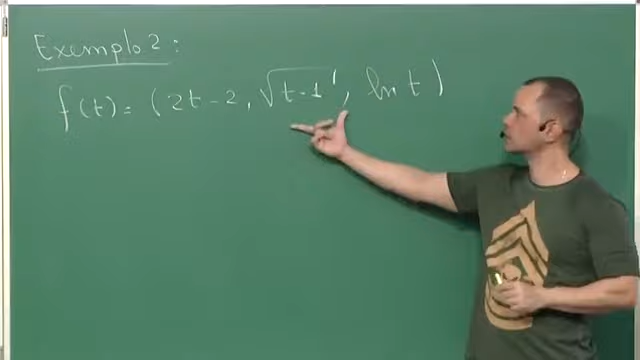 Exemplo 2 :
f(t) = (2t - 2, √t-1, ln t)